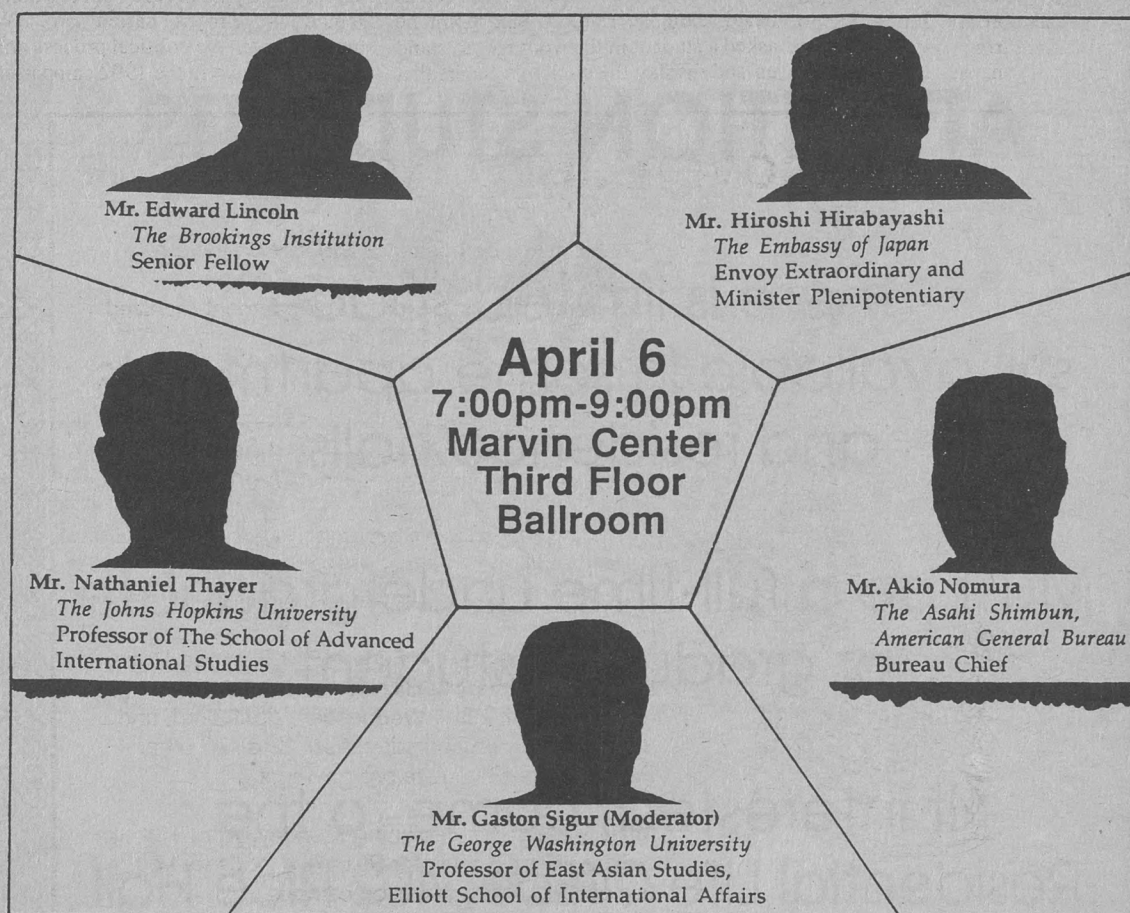 Mr. Edward Lincoln
The Brookings Institution
Senior Fellow
Mr. Hiroshi Hirabayashi
The Embassy of Japan
Envoy Extraordinary and
Minister Plenipotentiary
April 6
7:00pm-9:00pm
Marvin Center
Third Floor
Ballroom
Mr. Nathaniel Thayer
The Johns Hopkins University
Professor of The School of Advanced
International Studies
Mr. Akio Nomura
The Asahi Shimbun,
American General Bureau
Bureau Chief
Mr. Gaston Sigur (Moderator)
The George Washington University
Professor of East Asian Studies,
Elliott School of International Affairs